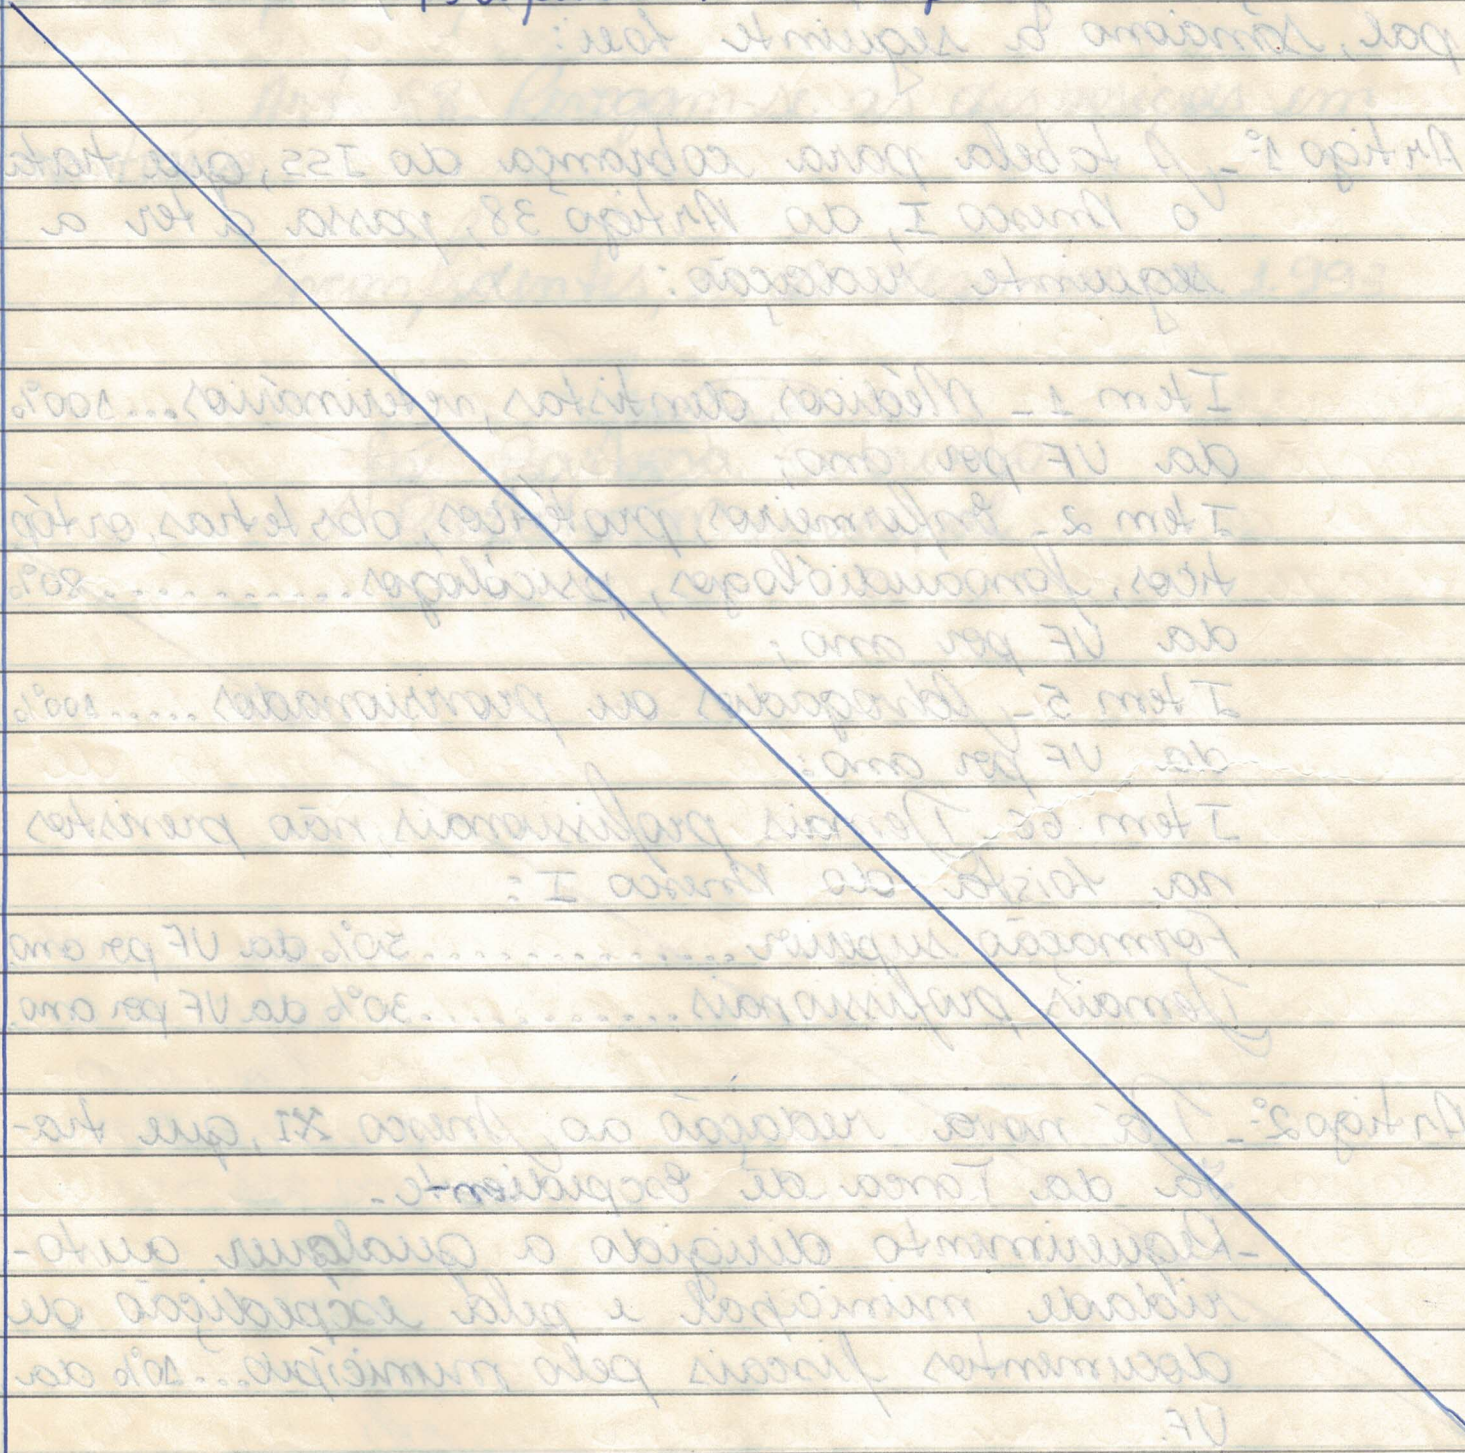 pal, sanciono a seguinte Lei:
Artigo 1º - A tabela para cobrança do ISS, que trata
o Anexo I, do Artigo 38, passa a ter a
seguinte redação:
Item 1 - Médicos, dentistas, veterinários....100%
da UF por ano;
Item 2 - Enfermeiros, protéticos, obstetras, ortóp
ticos, fonoaudiólogos, psicólogos.............80%
da UF por ano;
Item 5 - Advogados ou provisionados......100%
da UF por ano:
Item 66 - Demais profissionais, não previstos
na Lista do Anexo I:
Formação superior................50% da UF por ano
Demais profissionais..............30% da UF por ano.
Artigo 2º - Dá nova redação ao Anexo XI, que tra-
ta da Taxa de Expediente.
-Requerimento dirigido a qualquer auto-
ridade municipal e pela expedição de
documentos fiscais pelo município....10% da
UF.